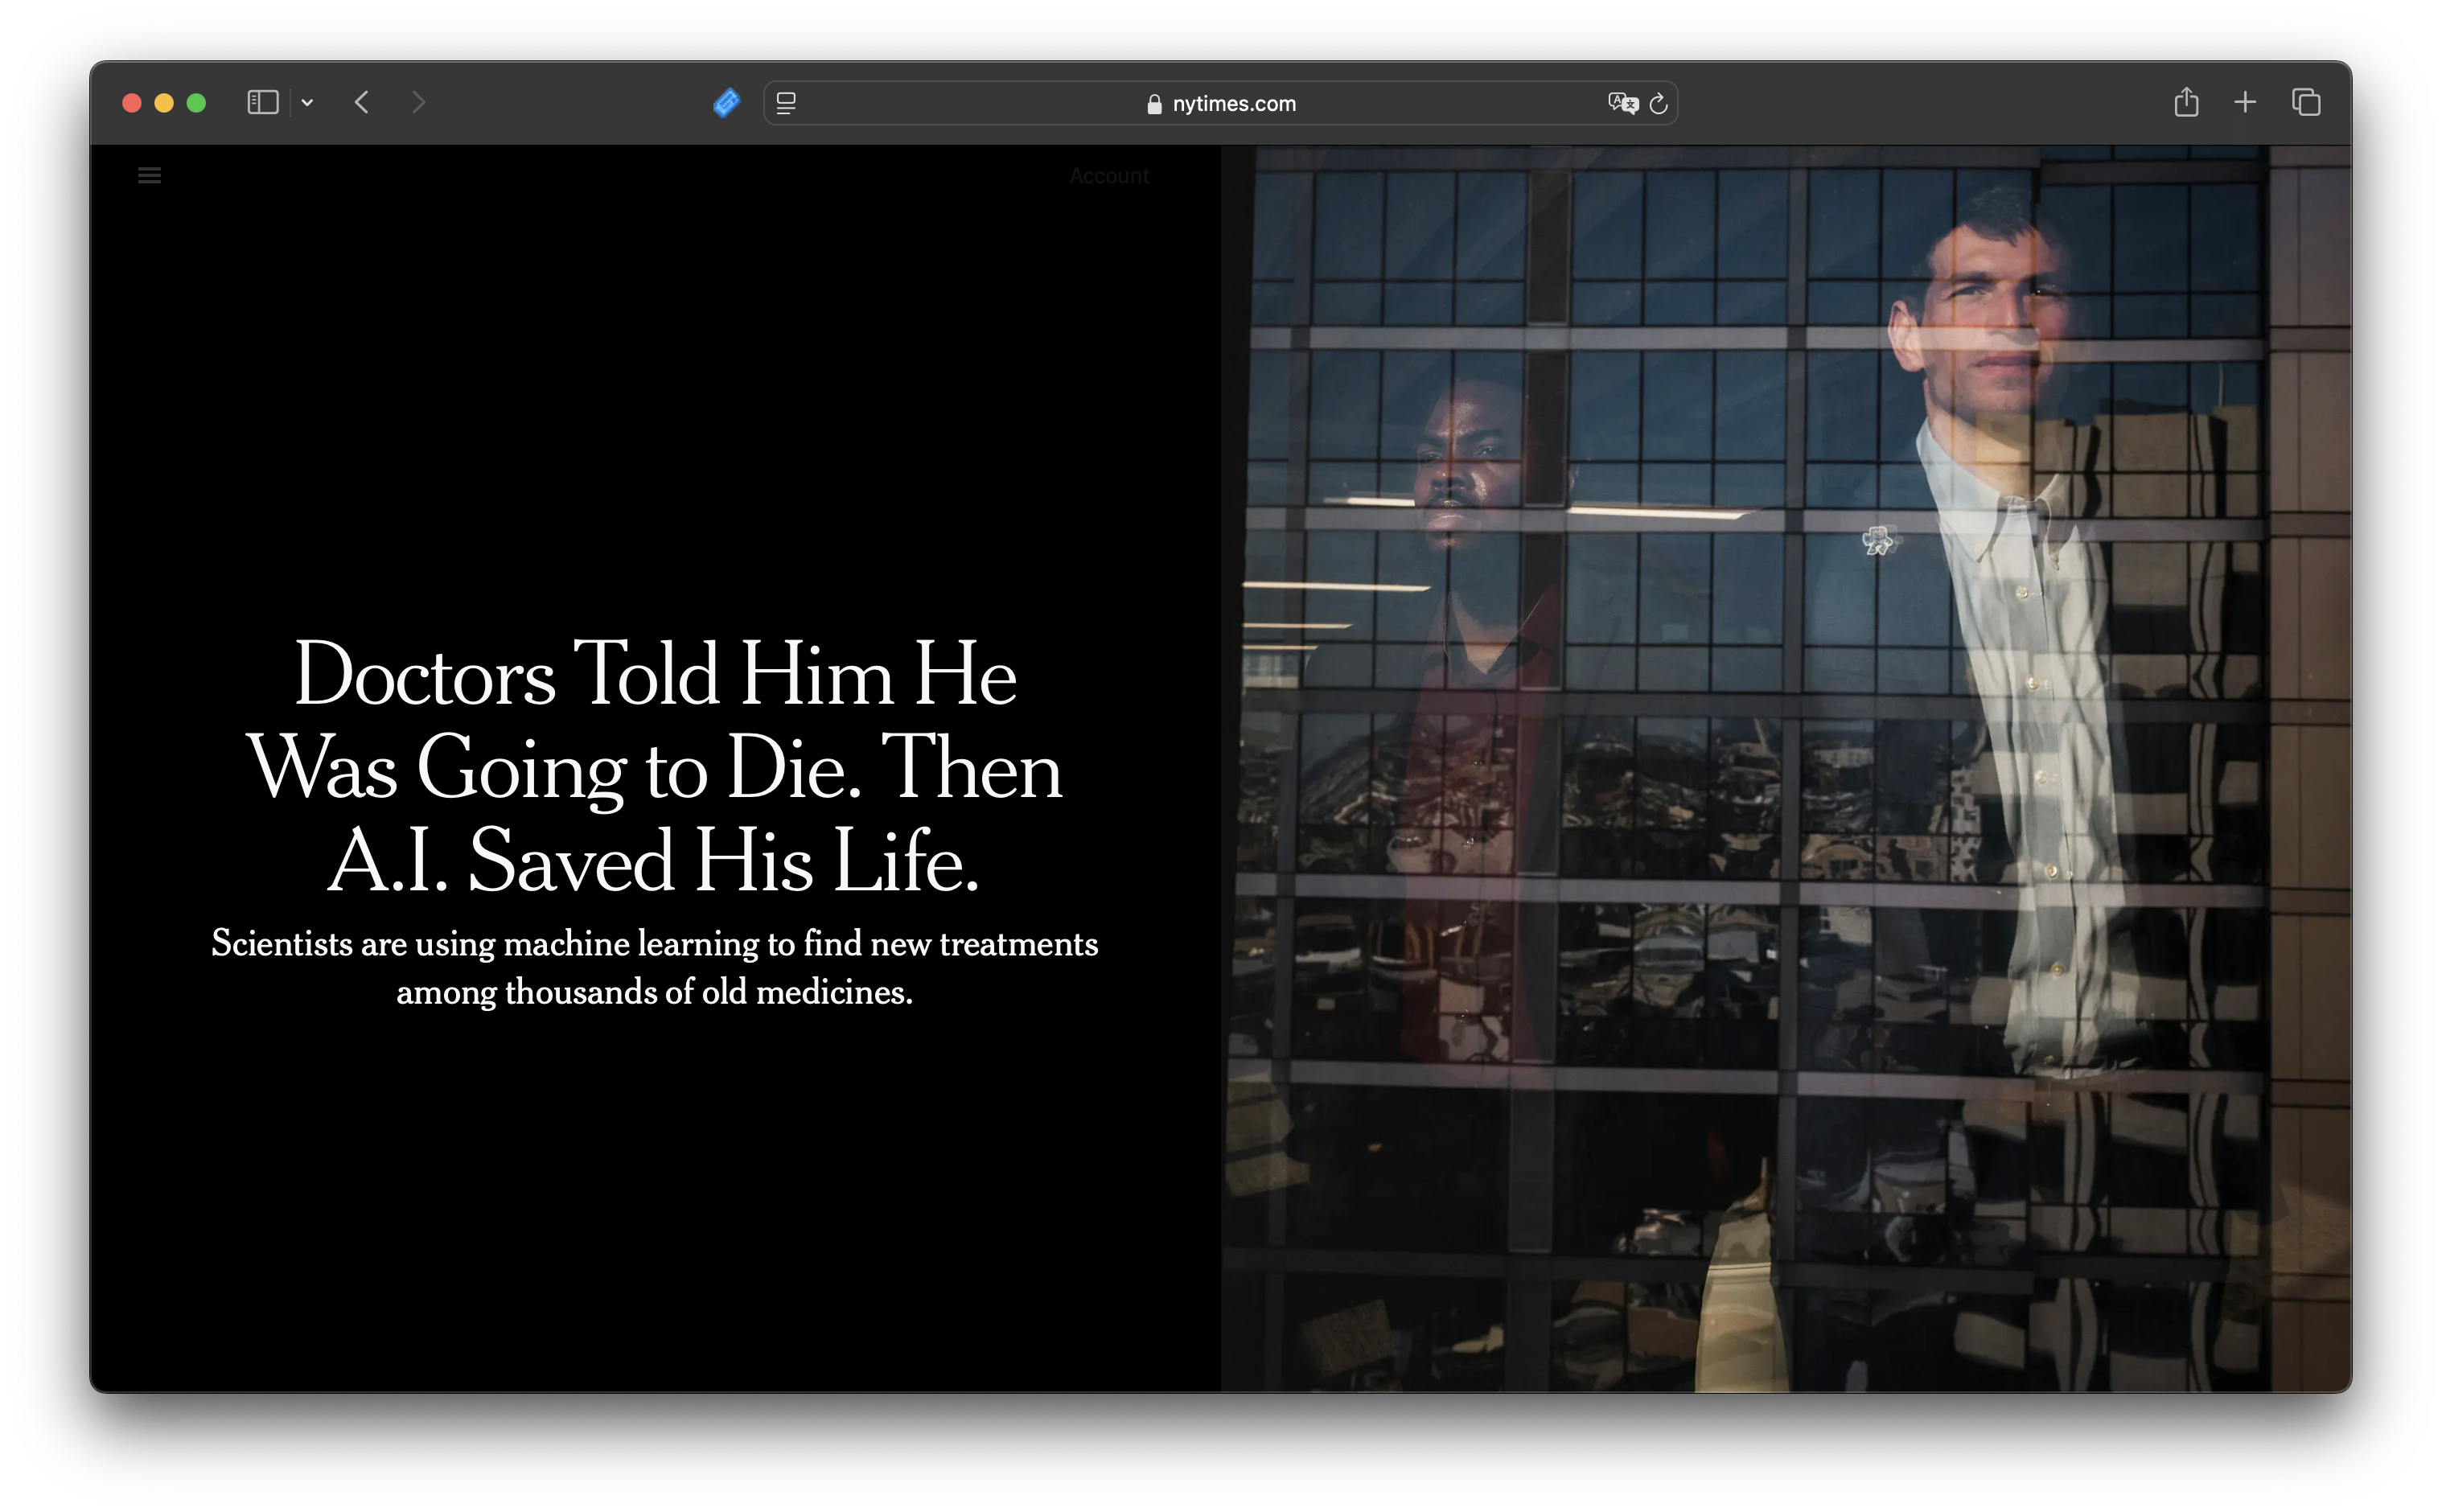 nytimes.com
Account
Doctors Told Him He
Was Going to Die. Then
A.I. Saved His Life.
Scientists are using machine learning to find new treatments
among thousands of old medicines.